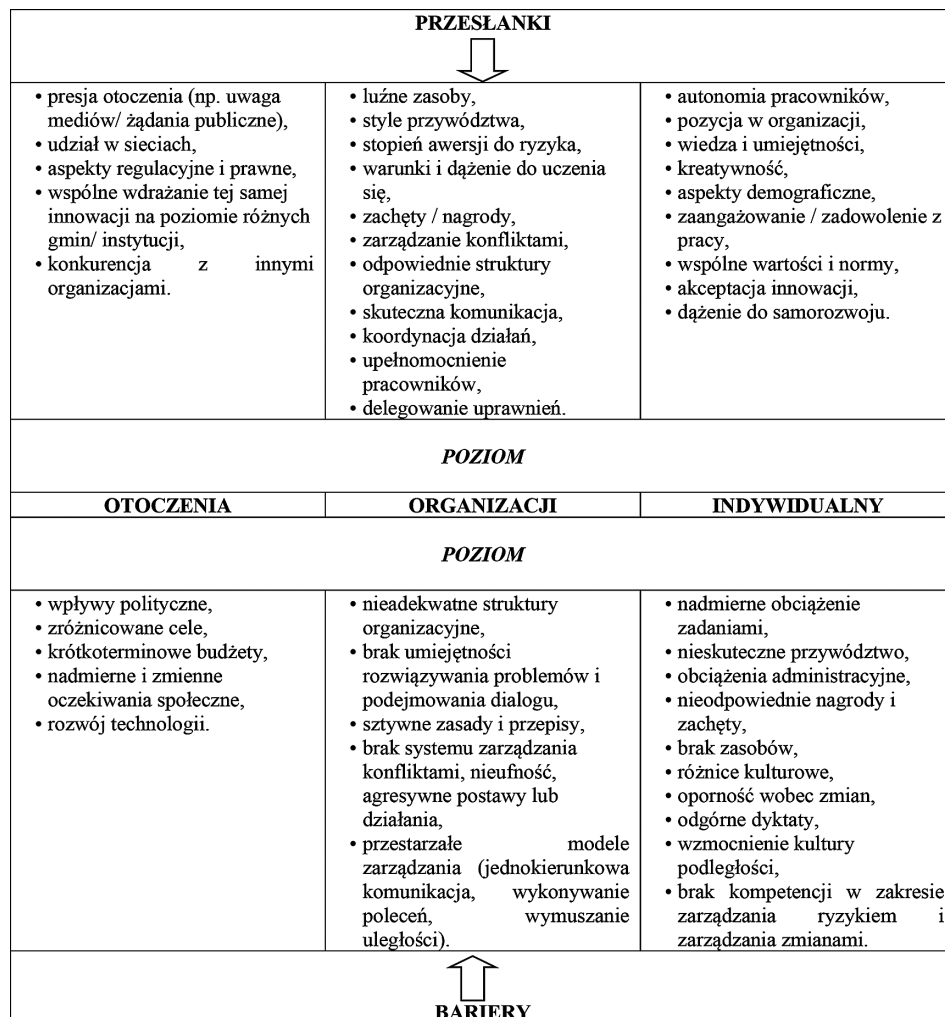 PRZESŁANKI
• presja otoczenia (np. uwaga
mediów/ żądania publiczne),
• udział w sieciach,
• aspekty regulacyjne i prawne,
• wspólne wdrażanie tej samej
innowacji na poziomie różnych
gmin/ instytucji,
• konkurencja z innymi
organizacjami.
• luźne zasoby,
• style przywództwa,
• stopień awersji do ryzyka,
• warunki i dążenie do uczenia
się,
• zachęty / nagrody,
• zarządzanie konfliktami,
• odpowiednie struktury
organizacyjne,
• skuteczna komunikacja,
• koordynacja działań,
• upełnomocnienie
pracowników,
• delegowanie uprawnień.
• autonomia pracowników,
• pozycja w organizacji,
• wiedza i umiejętności,
• kreatywność,
• aspekty demograficzne,
• zaangażowanie / zadowolenie z
pracy,
• wspólne wartości i normy,
• akceptacja innowacji,
• dążenie do samorozwoju.
POZIOM
OTOCZENIA
ORGANIZACJI
INDYWIDUALNY
POZIOM
• wpływy polityczne,
• zróżnicowane cele,
• krótkoterminowe budżety,
• nadmierne i zmienne
oczekiwania społeczne,
• rozwój technologii.
• nieadekwatne struktury
organizacyjne,
• brak umiejętności
rozwiązywania problemów i
podejmowania dialogu,
• sztywne zasady i przepisy,
• brak systemu zarządzania
konfliktami, nieufność,
agresywne postawy lub
działania,
• przestarzałe modele
zarządzania (jednokierunkowa
komunikacja, wykonywanie
poleceń, wymuszanie
uległości).
• nadmierne obciążenie
zadaniami,
• nieskuteczne przywództwo,
• obciążenia administracyjne,
• nieodpowiednie nagrody i
zachęty,
• brak zasobów,
• różnice kulturowe,
• oporność wobec zmian,
• odgórne dyktaty,
• wzmocnienie kultury
podległości,
• brak kompetencji w zakresie
zarządzania ryzykiem i
zarządzania zmianami.
BARIERY